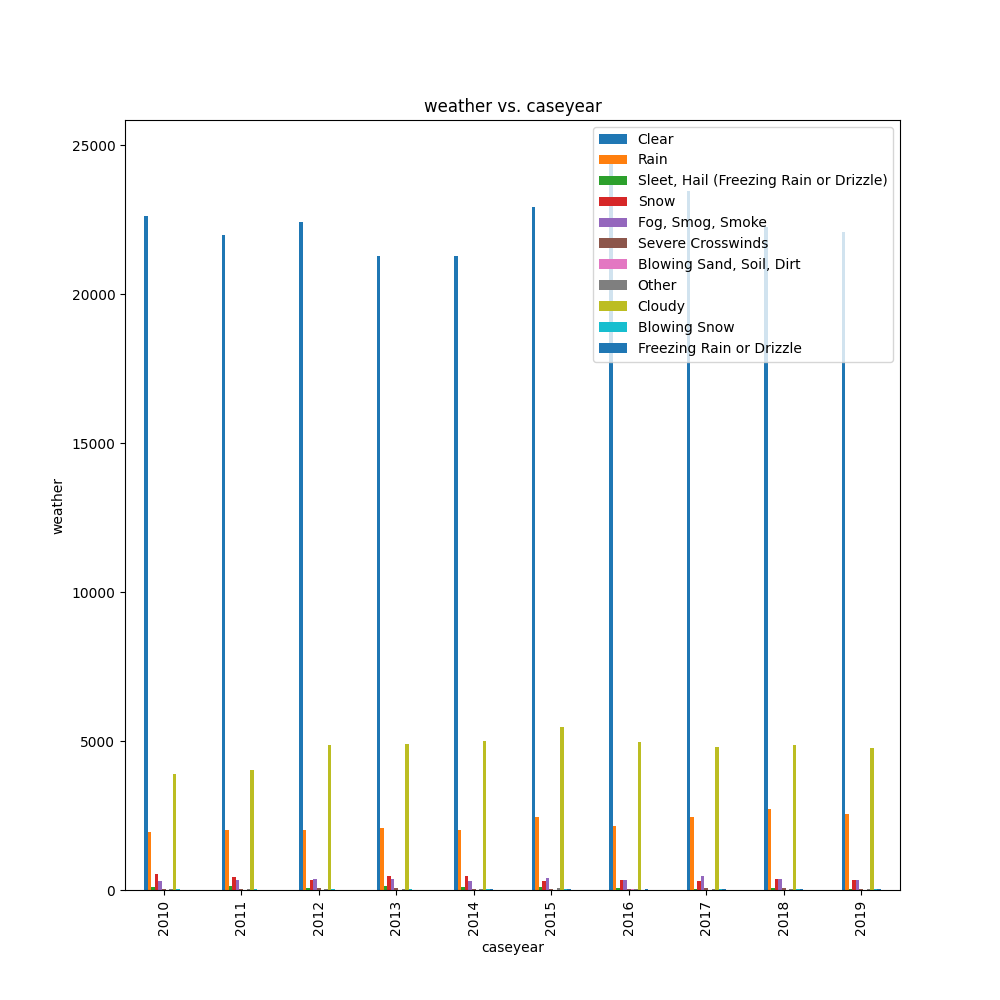 weather vs. caseyear
25000
20000
15000
10000
5000
0
weather
Clear
Rain
Sleet, Hail (Freezing Rain or Drizzle)
Snow
Fog, Smog, Smoke
Severe Crosswinds
Blowing Sand, Soil, Dirt
Other
Cloudy
Blowing Snow
Freezing Rain or Drizzle
2010
2011
2012
2013
2014
2015
2016
2017
2018
2019
caseyear